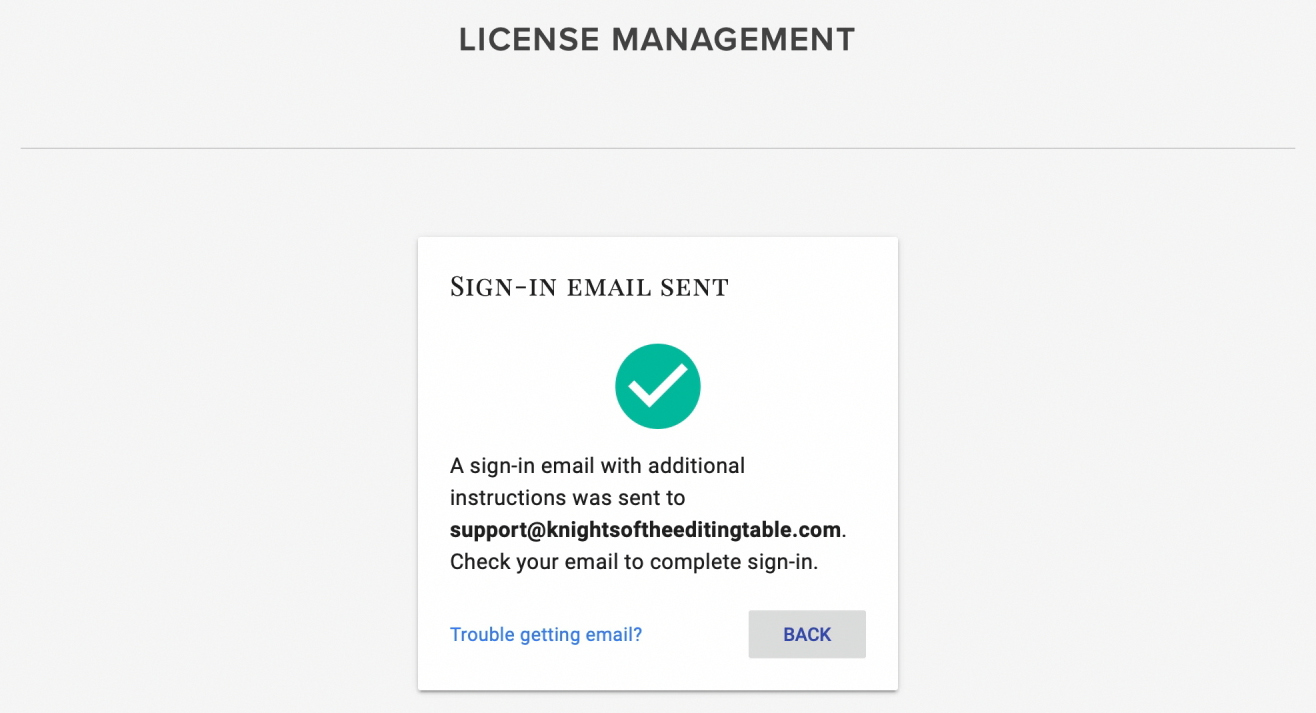 LICENSE MANAGEMENT
Sign-in email sent
A sign-in email with additional
instructions was sent to
support@knightsoftheeditingtable.com.
Check your email to complete sign-in.
Trouble getting email?
BACK